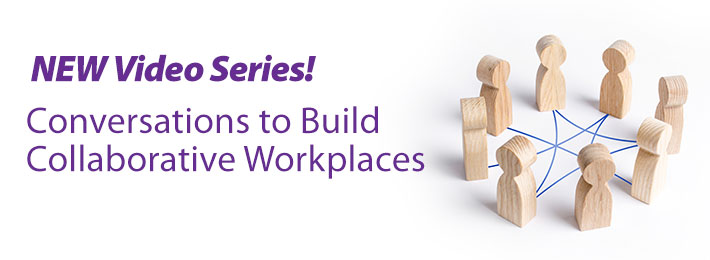 NEW Video Series!
Conversations to Build
Collaborative Workplaces